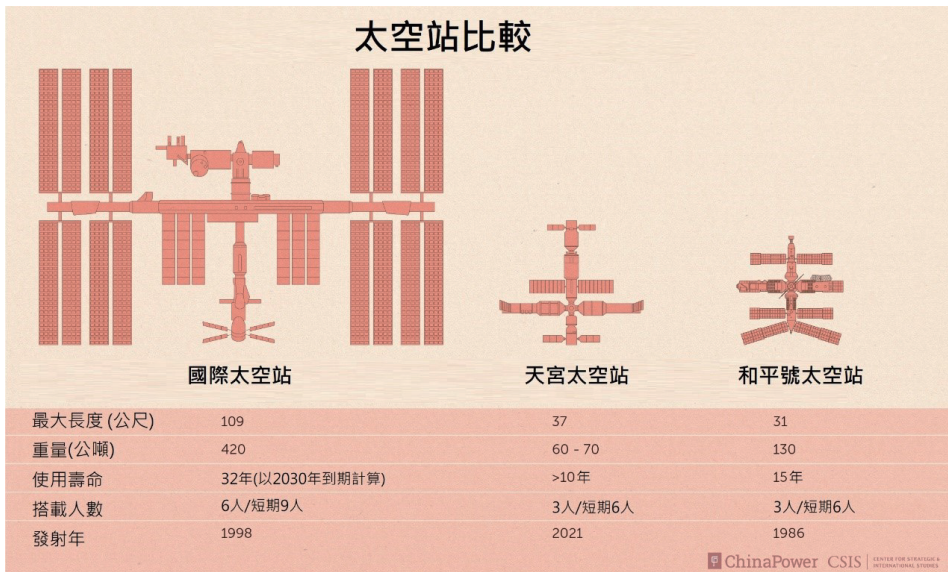 太空站比較
國際太空站 天宮太空站 和平號太空站
最大長度(公尺) 109 37 31
重量(公噸) 420 60 - 70 130
使用壽命 32年(以2030年到期計算) >10年 15年
搭載人數 6人/短期9人 3人/短期6人 3人/短期6人
發射年 1998 2021 1986
ChinaPower CSIS CENTER FOR STRATEGIC &
INTERNATIONAL STUDIES